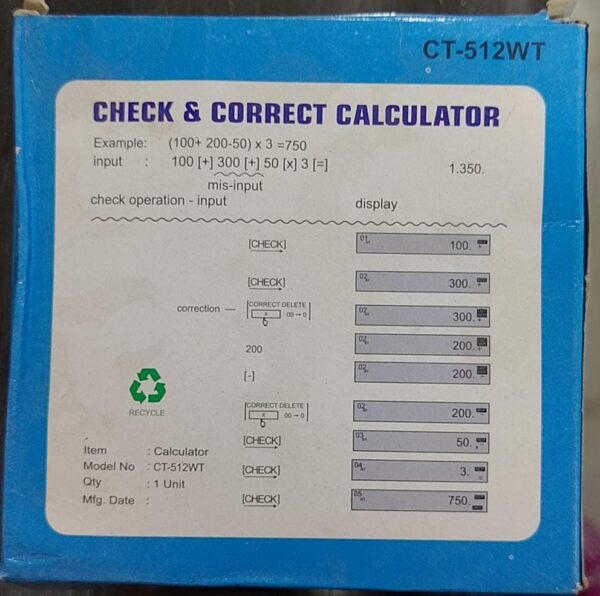 CT-512WT
CHECK & CORRECT CALCULATOR
Example: (100+ 200-50) x 3 =750
input : 100 [+] 300 [+] 50 [x] 3 [=] 1.350.
mis-input
check operation - input display
[CHECK] 01 100. +
[CHECK] 02 300. +
correction — CORRECT DELETE x 00→0 02 300. +
200 02 200. +
[-] 02 200. -
CORRECT DELETE x 00→0 02 200.
[CHECK] 03 50. x
[CHECK] 04 3. =
[CHECK] 05 750.
RECYCLE
Item : Calculator
Model No : CT-512WT
Qty : 1 Unit
Mfg. Date :